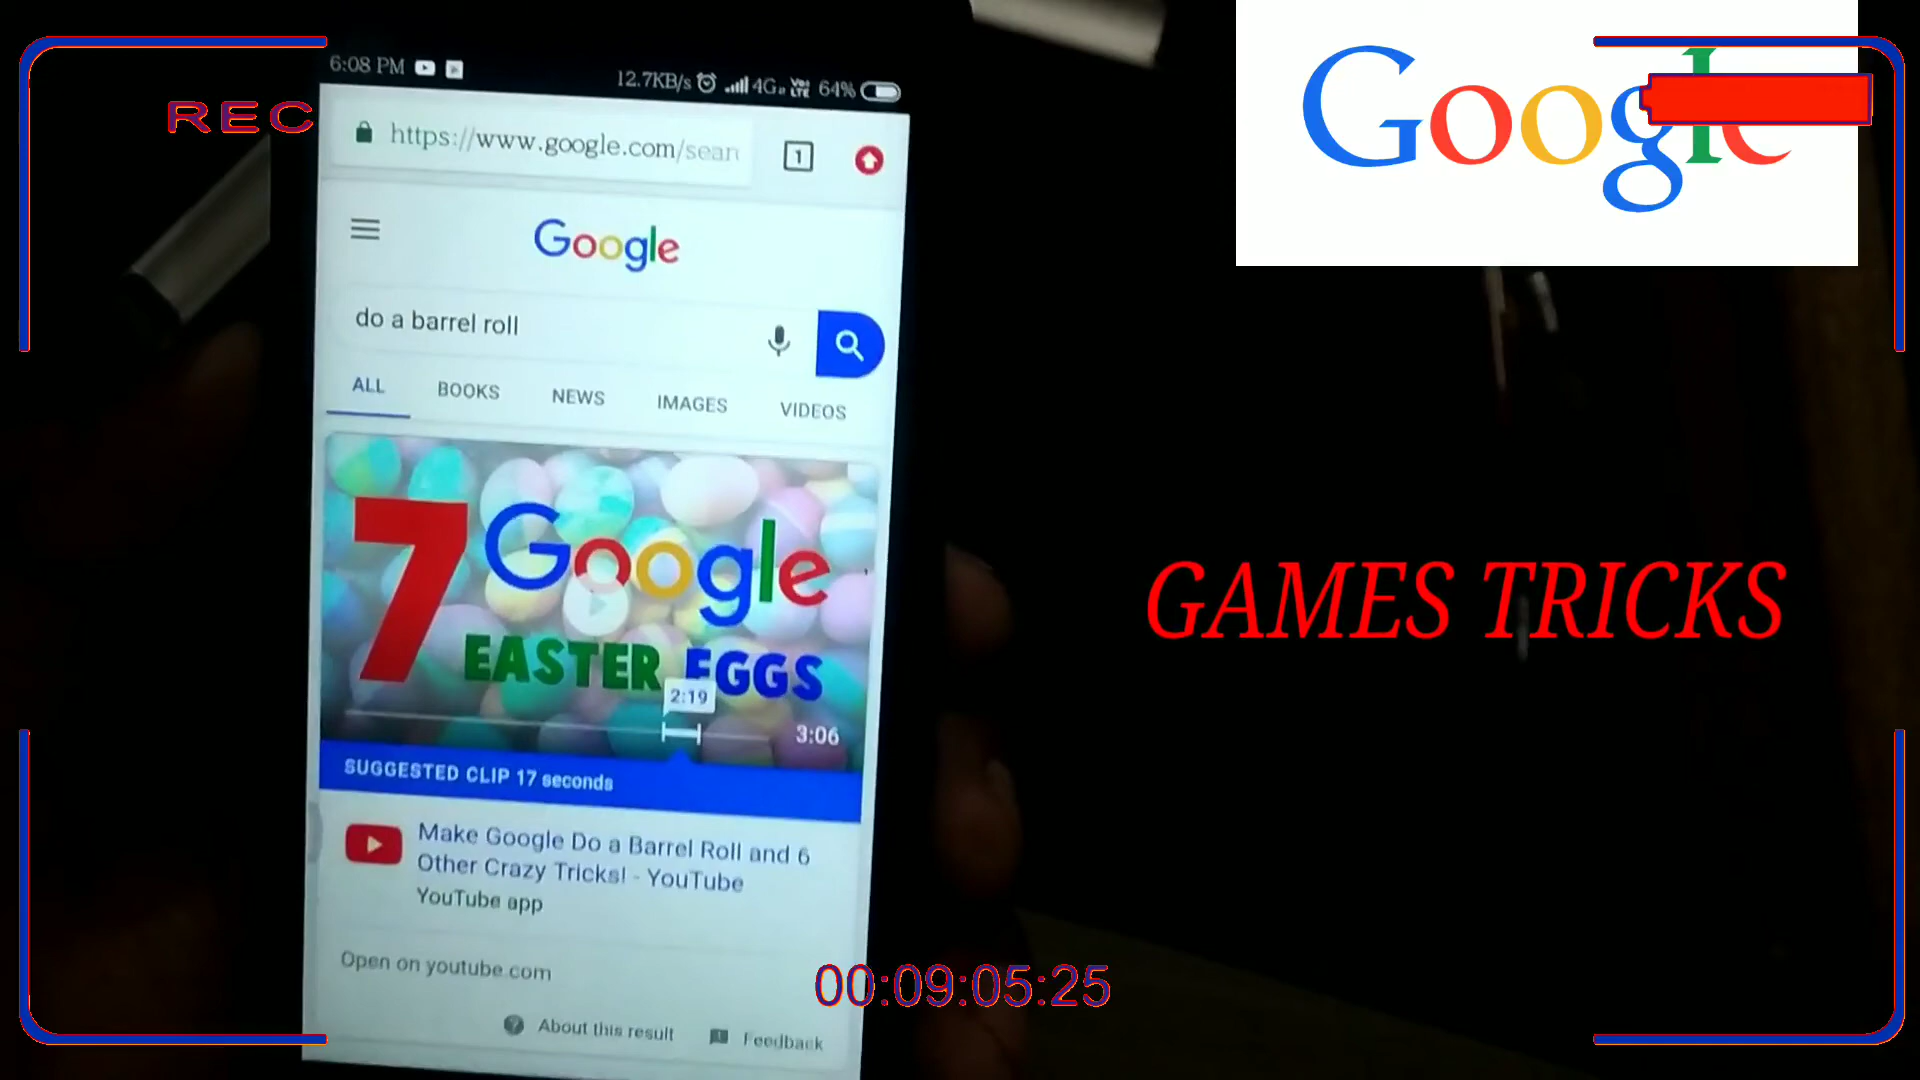 6:08 PM
12.7KB/s 4G VoLTE 64%
REC
https://www.google.com/sear
1
Google
Google
do a barrel roll
ALL BOOKS NEWS IMAGES VIDEOS
7 Google
EASTER EGGS
2:19
3:06
SUGGESTED CLIP 17 seconds
Make Google Do a Barrel Roll and 6
Other Crazy Tricks! - YouTube
YouTube app
Open on youtube.com
About this result
Feedback
GAMES TRICKS
00:09:05:25